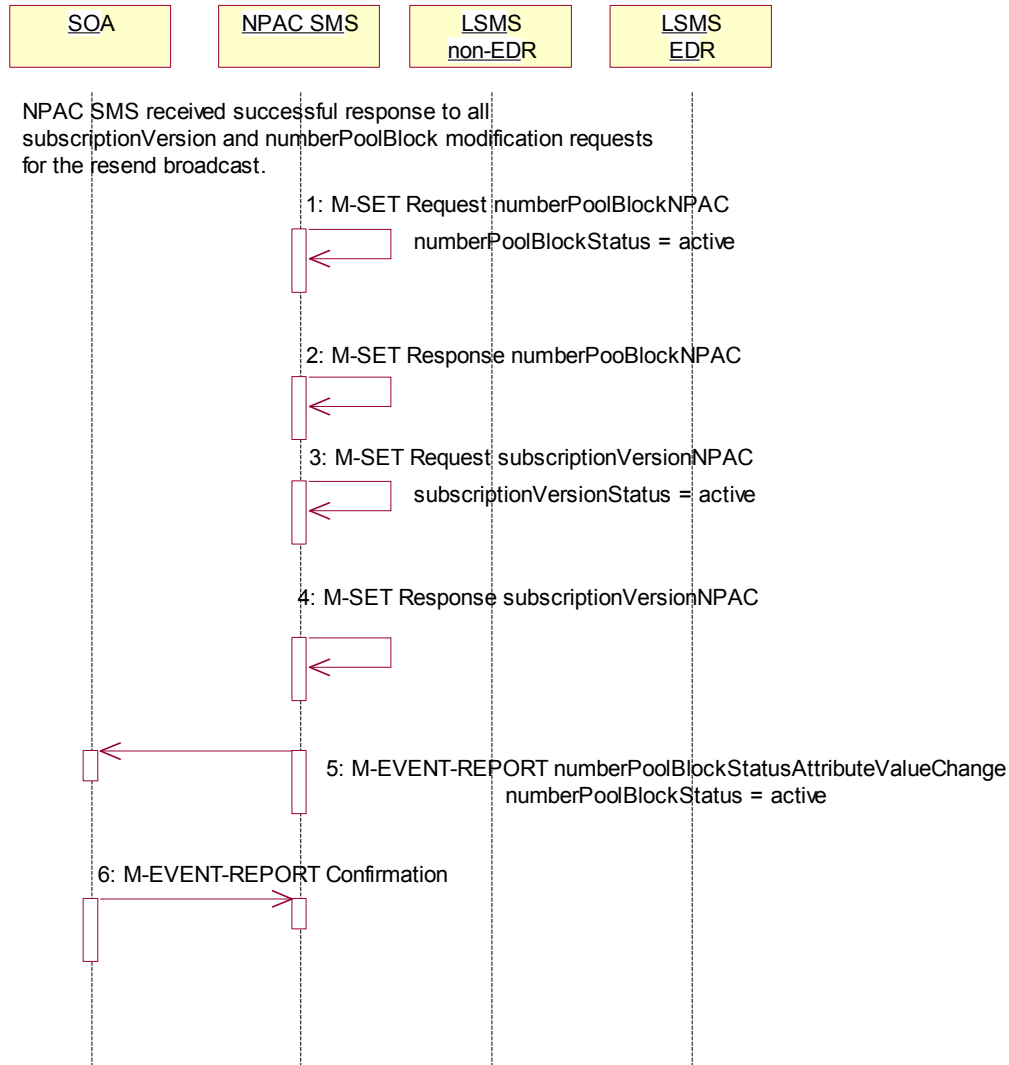 SOA
NPAC SMS
LSMS
non-EDR
LSMS
EDR
NPAC SMS received successful response to all
subscriptionVersion and numberPoolBlock modification requests
for the resend broadcast.
1: M-SET Request numberPoolBlockNPAC
numberPoolBlockStatus = active
2: M-SET Response numberPooBlockNPAC
3: M-SET Request subscriptionVersionNPAC
subscriptionVersionStatus = active
4: M-SET Response subscriptionVersionNPAC
5: M-EVENT-REPORT numberPoolBlockStatusAttributeValueChange
numberPoolBlockStatus = active
6: M-EVENT-REPORT Confirmation